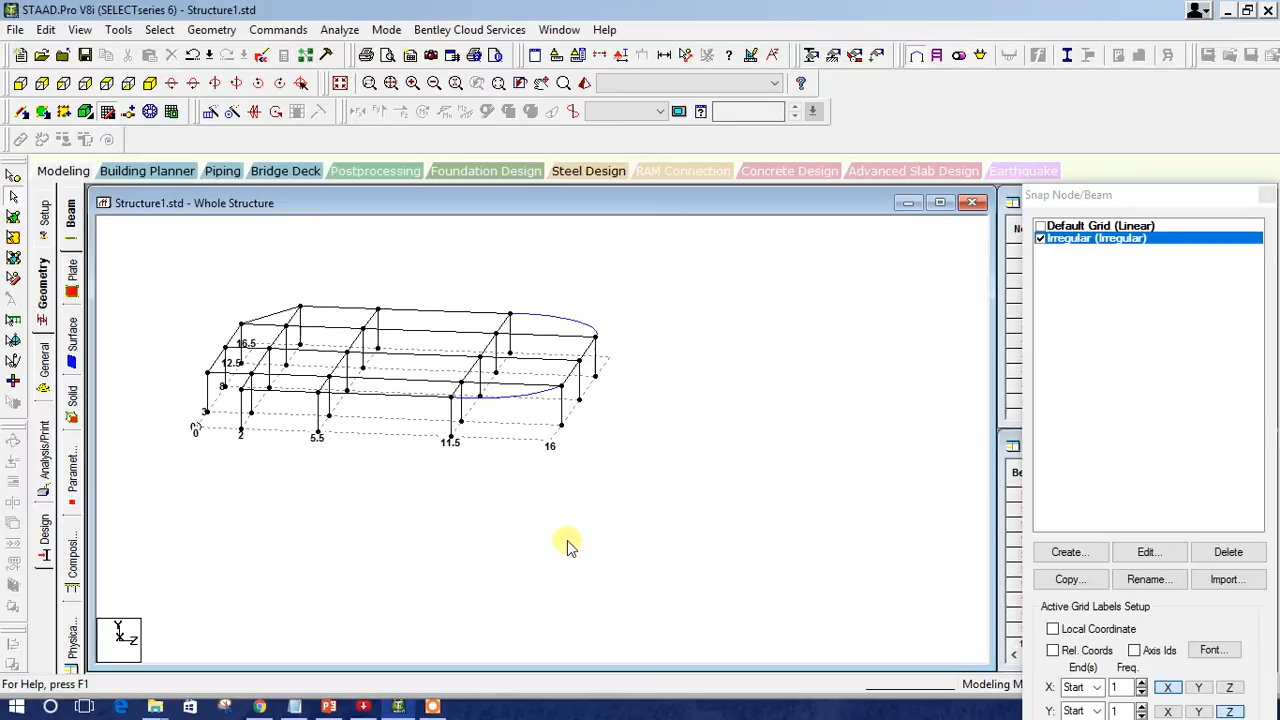 STAAD.Pro V8i (SELECTseries 6) - Structure1.std
File Edit View Tools Select Geometry Commands Analyze Mode Bentley Cloud Services Window Help
Modeling Building Planner Piping Bridge Deck Postprocessing Foundation Design Steel Design RAM Connection Concrete Design Advanced Slab Design Earthquake
Structure1.std - Whole Structure
Snap Node/Beam
Default Grid (Linear)
Irregular (Irregular)
Setup
Geometry
General
Analysis/Print
Design
Beam
Plate
Surface
Solid
Paramet...
Composi...
Physica...
16.5
12.5
8
3
0
2
5.5
11.5
16
Y
X
Z
Create... Edit... Delete
Copy... Rename... Import...
Active Grid Labels Setup
Local Coordinate
Rel. Coords Axis Ids Font...
End(s) Freq.
X: Start 1 X Y Z
Y: Start 1 X Y Z
For Help, press F1